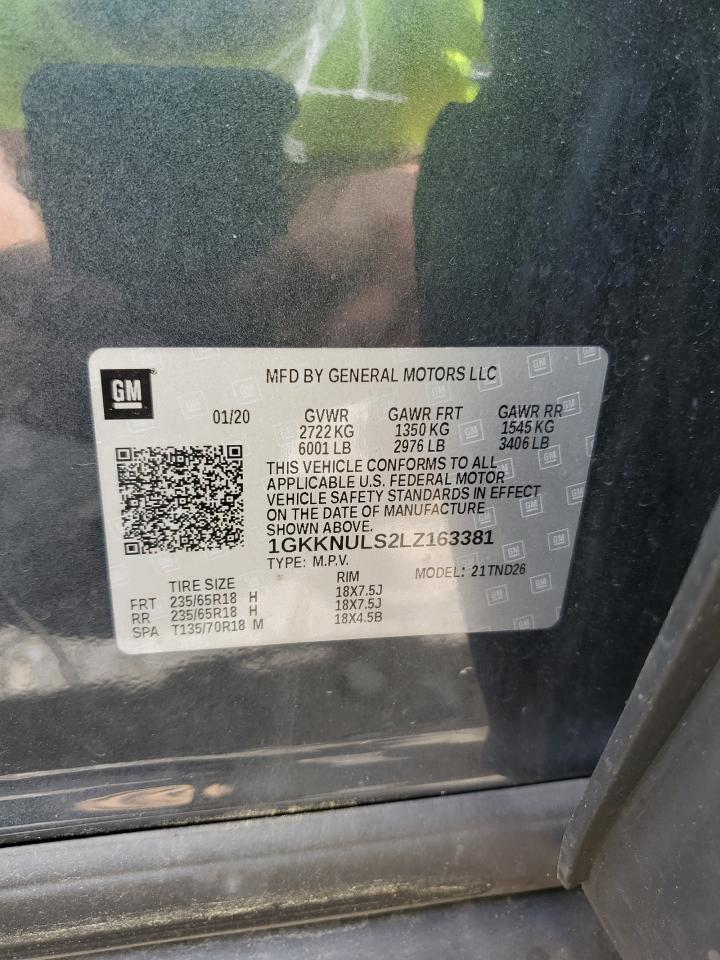 GM
MFD BY GENERAL MOTORS LLC
01/20
GVWR GAWR FRT GAWR RR
2722 KG 1350 KG 1545 KG
6001 LB 2976 LB 3406 LB
THIS VEHICLE CONFORMS TO ALL
APPLICABLE U.S. FEDERAL MOTOR
VEHICLE SAFETY STANDARDS IN EFFECT
ON THE DATE OF MANUFACTURE
SHOWN ABOVE.
1GKKNULS2LZ163381
TYPE: M.P.V. MODEL: 21TND26
TIRE SIZE RIM
FRT 235/65R18 H 18X7.5J
RR 235/65R18 H 18X7.5J
SPA T135/70R18 M 18X4.5B